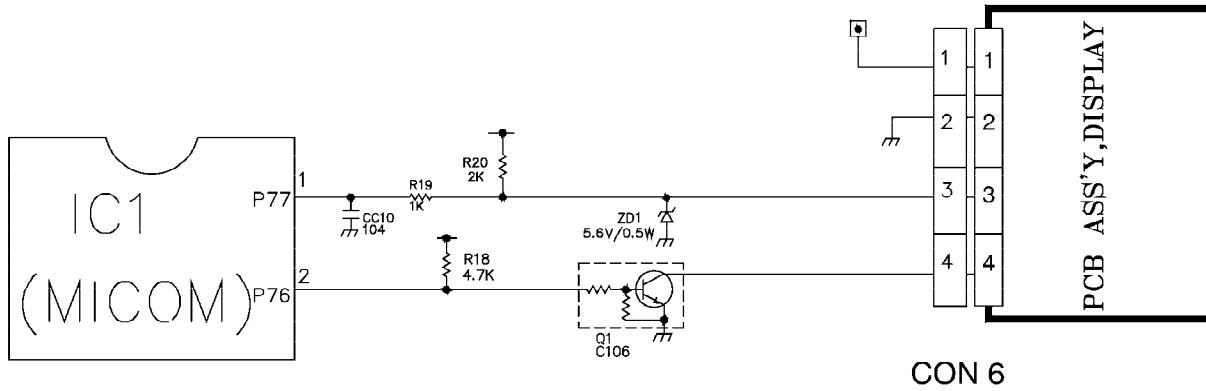 IC1
(MICOM)
P77
1
P76
2
CC10
104
R19
1K
R20
2K
R18
4.7K
ZD1
5.6V/0.5W
Q1
C106
1
2
3
4
1
2
3
4
PCB ASS'Y,DISPLAY
CON 6